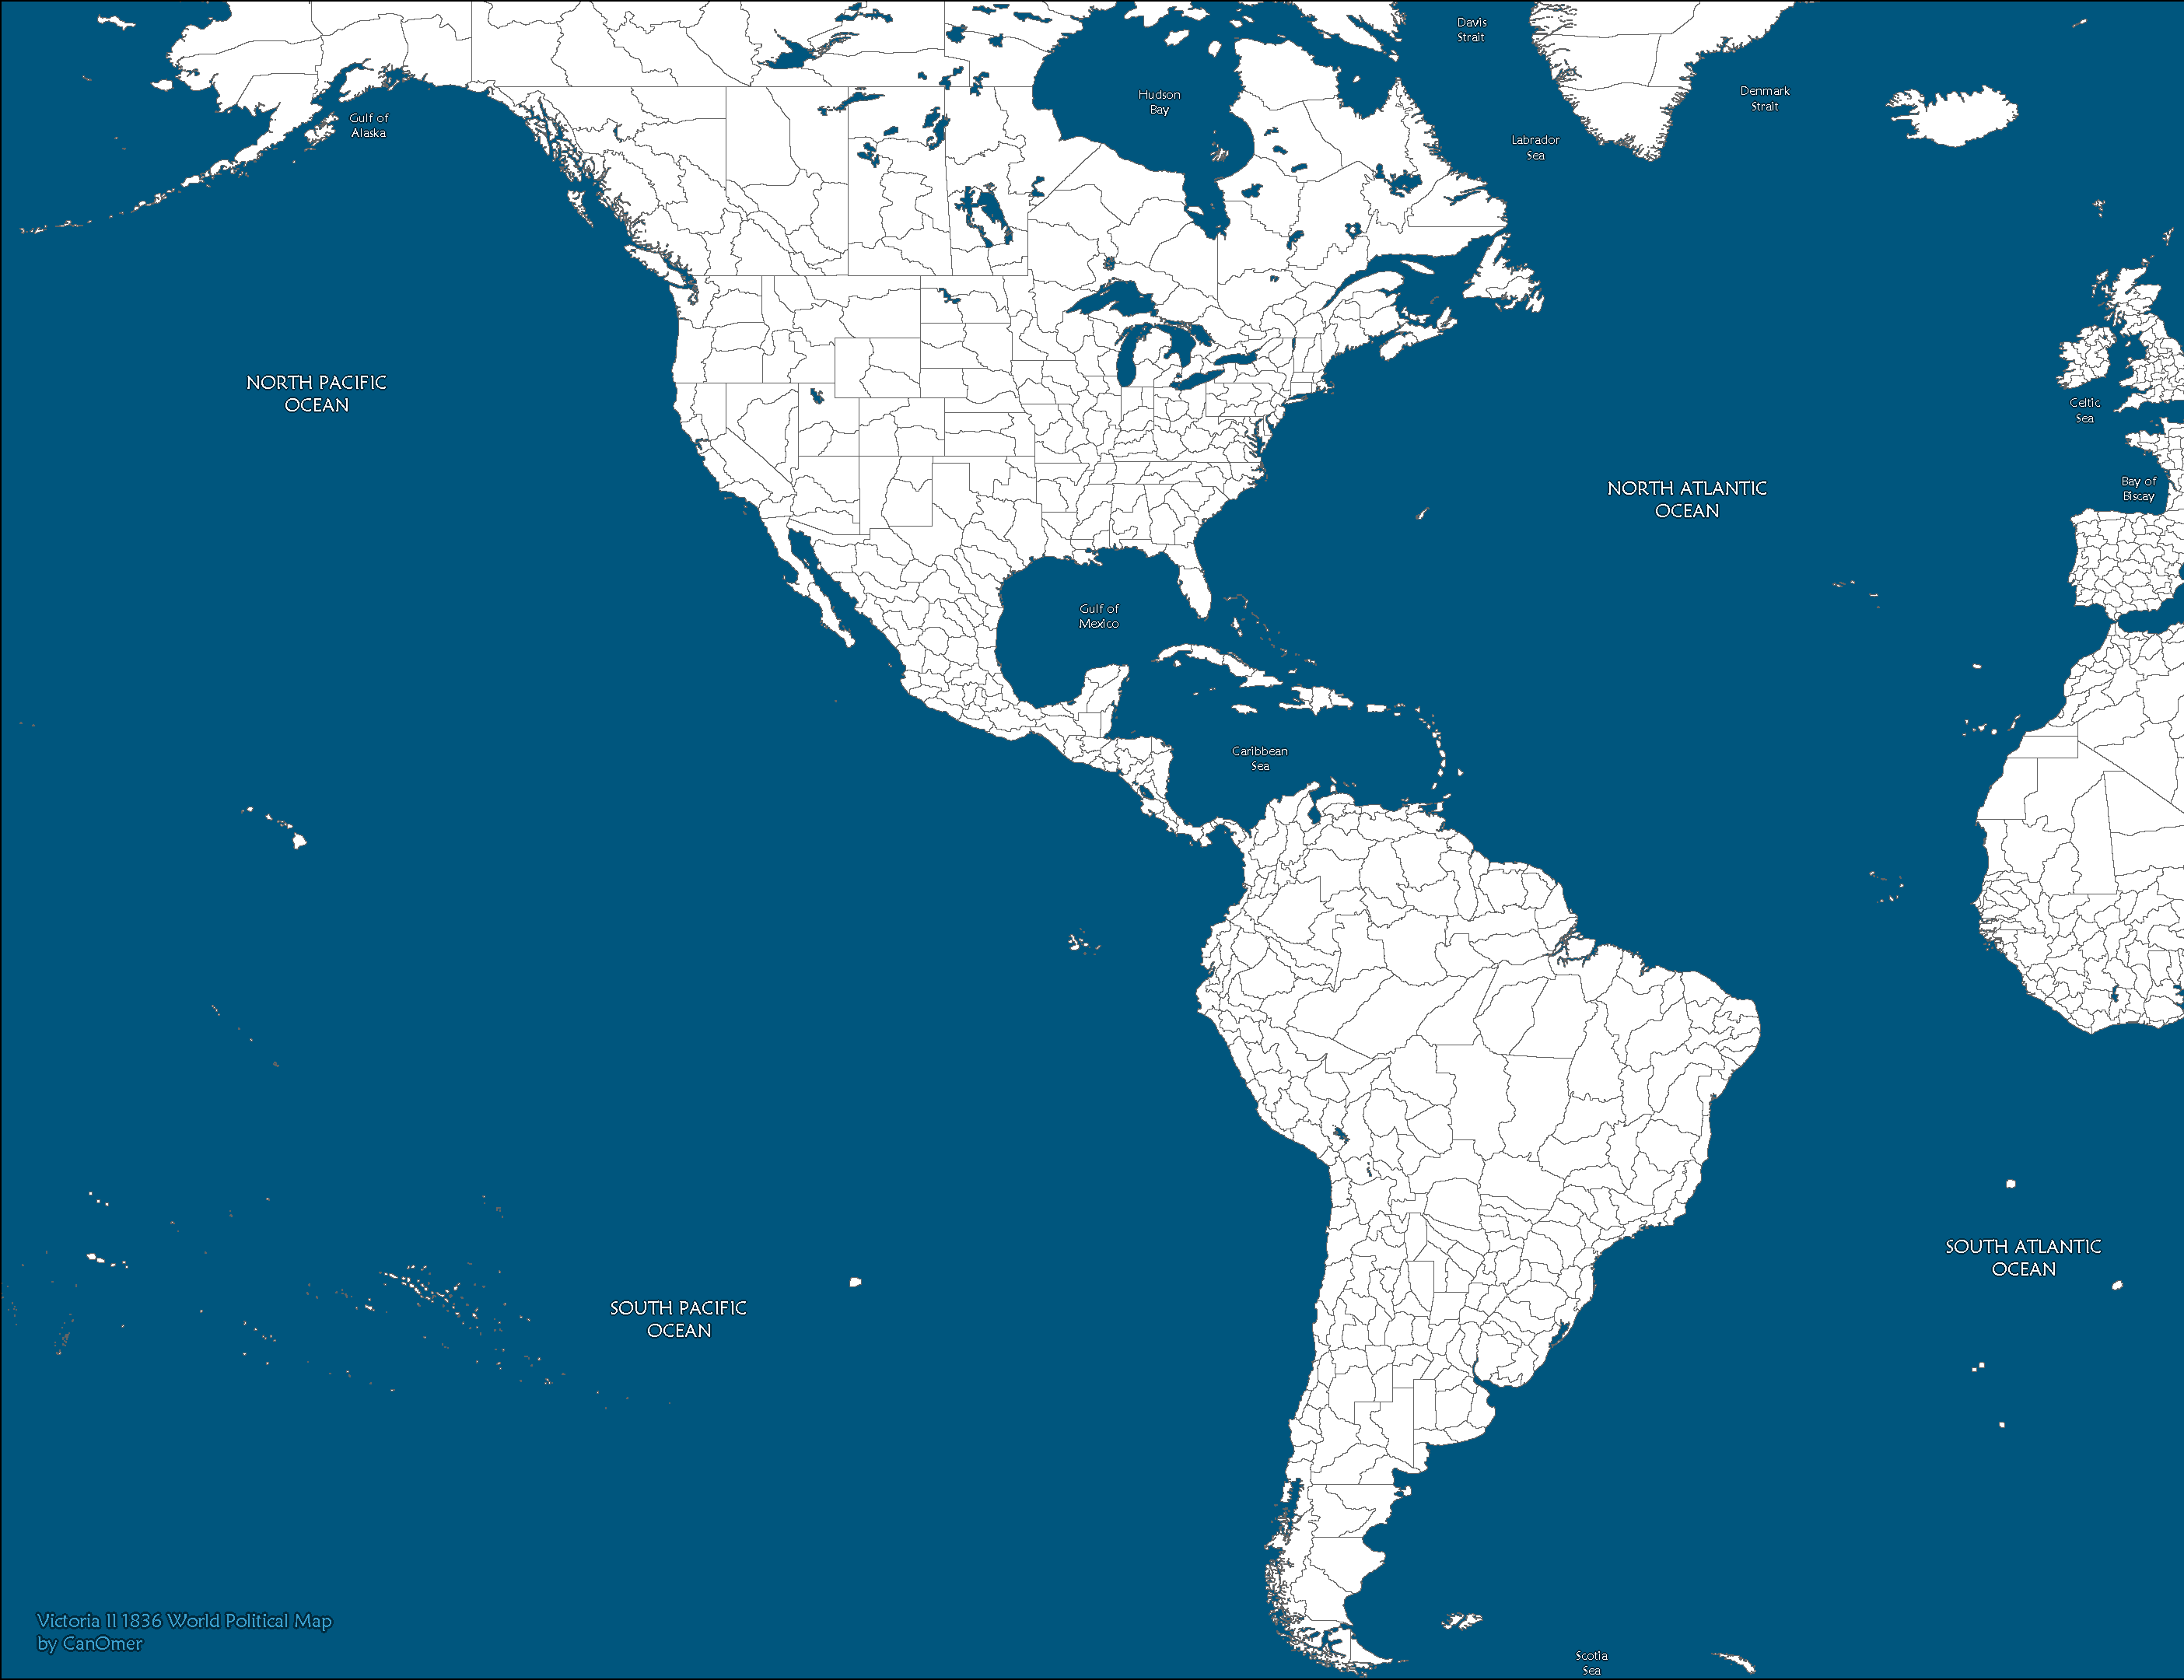 Davis
Strait
Hudson
Bay
Denmark
Strait
Gulf of
Alaska
Labrador
Sea
NORTH PACIFIC
OCEAN
Celtic
Sea
NORTH ATLANTIC
OCEAN
Bay of
Biscay
Gulf of
Mexico
Caribbean
Sea
SOUTH ATLANTIC
OCEAN
SOUTH PACIFIC
OCEAN
Victoria II 1836 World Political Map
by CanOmer
Scotia
Sea